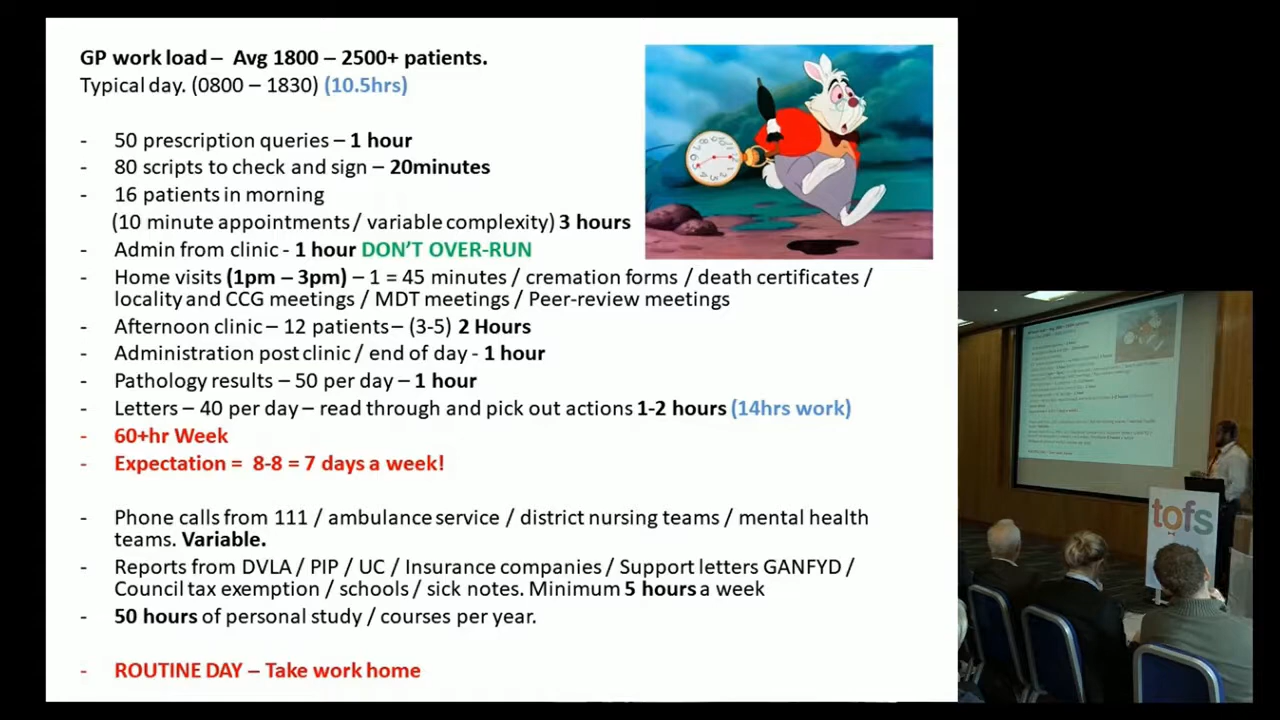 GP work load – Avg 1800 – 2500+ patients.
Typical day. (0800 – 1830) (10.5hrs)
- 50 prescription queries – 1 hour
- 80 scripts to check and sign – 20minutes
- 16 patients in morning
(10 minute appointments / variable complexity) 3 hours
- Admin from clinic - 1 hour DON'T OVER-RUN
- Home visits (1pm – 3pm) – 1 = 45 minutes / cremation forms / death certificates /
locality and CCG meetings / MDT meetings / Peer-review meetings
- Afternoon clinic – 12 patients – (3-5) 2 Hours
- Administration post clinic / end of day - 1 hour
- Pathology results – 50 per day – 1 hour
- Letters – 40 per day – read through and pick out actions 1-2 hours (14hrs work)
- 60+hr Week
- Expectation = 8-8 = 7 days a week!
- Phone calls from 111 / ambulance service / district nursing teams / mental health
teams. Variable.
- Reports from DVLA / PIP / UC / Insurance companies / Support letters GANFYD /
Council tax exemption / schools / sick notes. Minimum 5 hours a week
- 50 hours of personal study / courses per year.
- ROUTINE DAY – Take work home
tofs